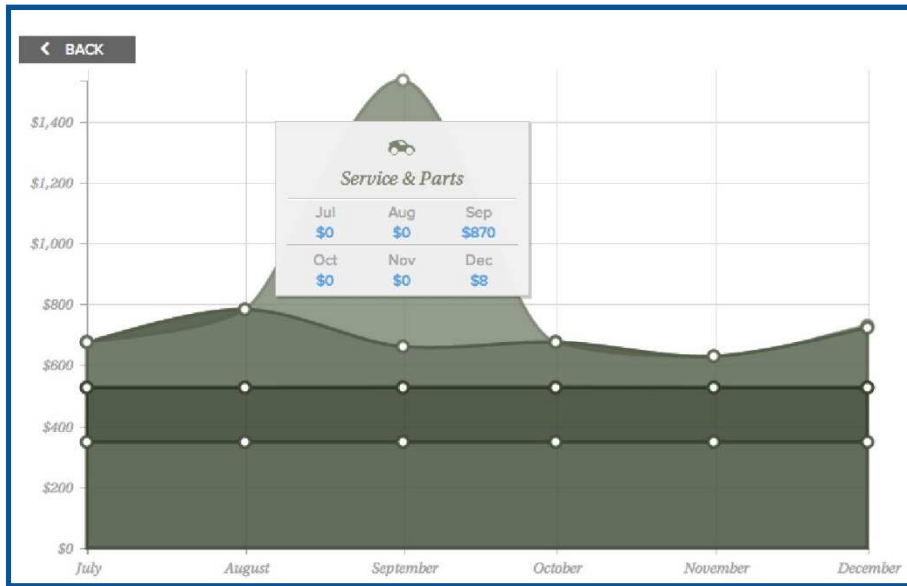 BACK
$1,400
$1,200
$1,000
$800
$600
$400
$200
$0
Service & Parts
Jul Aug Sep
$0 $0 $870
Oct Nov Dec
$0 $0 $8
July August September October November December